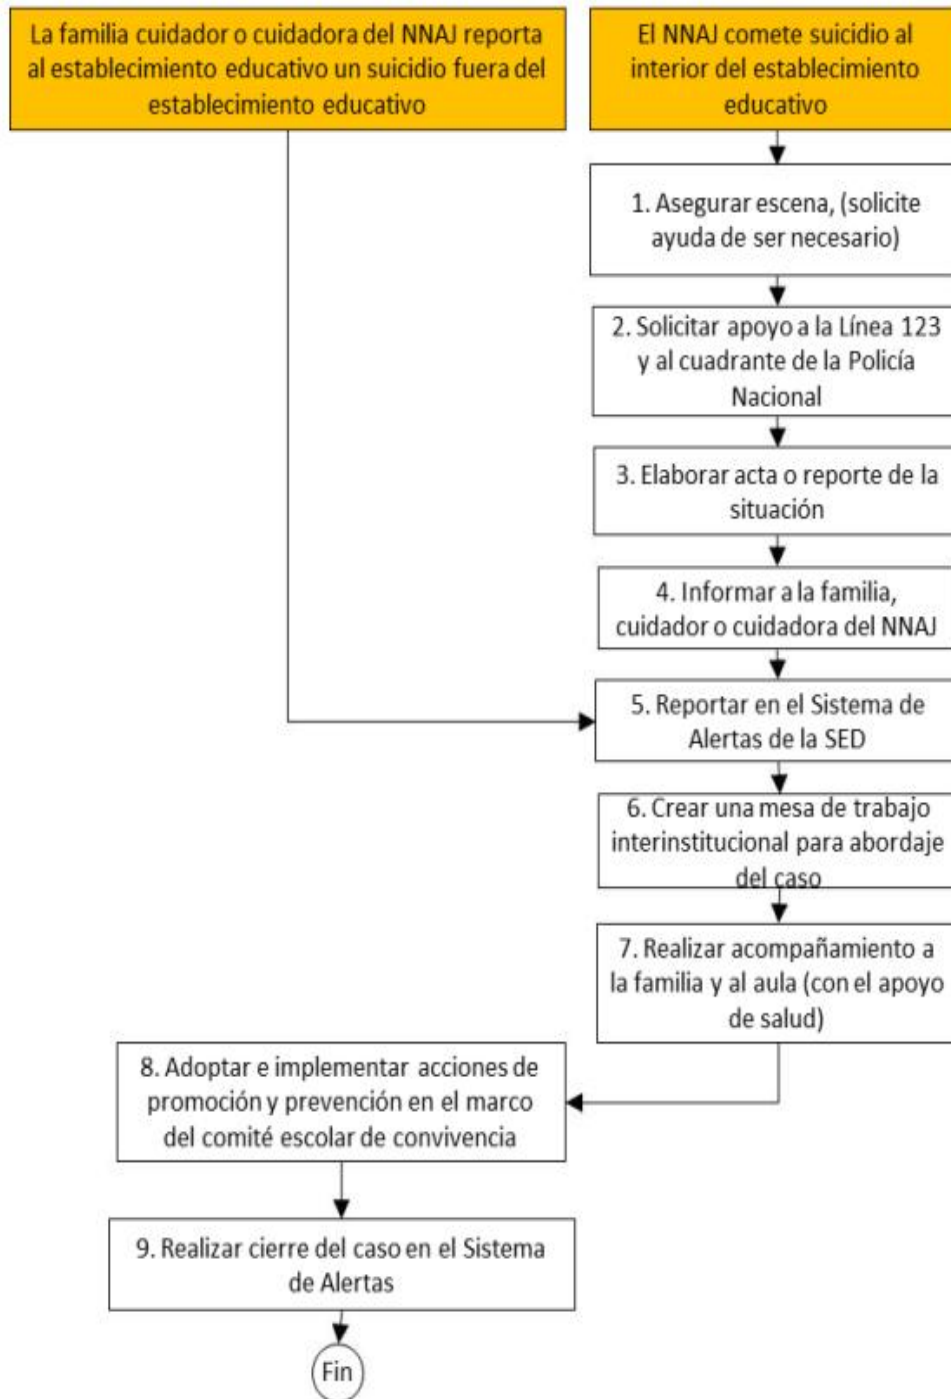 La familia cuidador o cuidadora del NNAJ reporta
al establecimiento educativo un suicidio fuera del
establecimiento educativo
El NNAJ comete suicidio al
interior del establecimiento
educativo
1. Asegurar escena, (solicite
ayuda de ser necesario)
2. Solicitar apoyo a la Línea 123
y al cuadrante de la Policía
Nacional
3. Elaborar acta o reporte de la
situación
4. Informar a la familia,
cuidador o cuidadora del NNAJ
5. Reportar en el Sistema de
Alertas de la SED
6. Crear una mesa de trabajo
interinstitucional para abordaje
del caso
7. Realizar acompañamiento a
la familia y al aula (con el apoyo
de salud)
8. Adoptar e implementar acciones de
promoción y prevención en el marco
del comité escolar de convivencia
9. Realizar cierre del caso en el Sistema
de Alertas
Fin